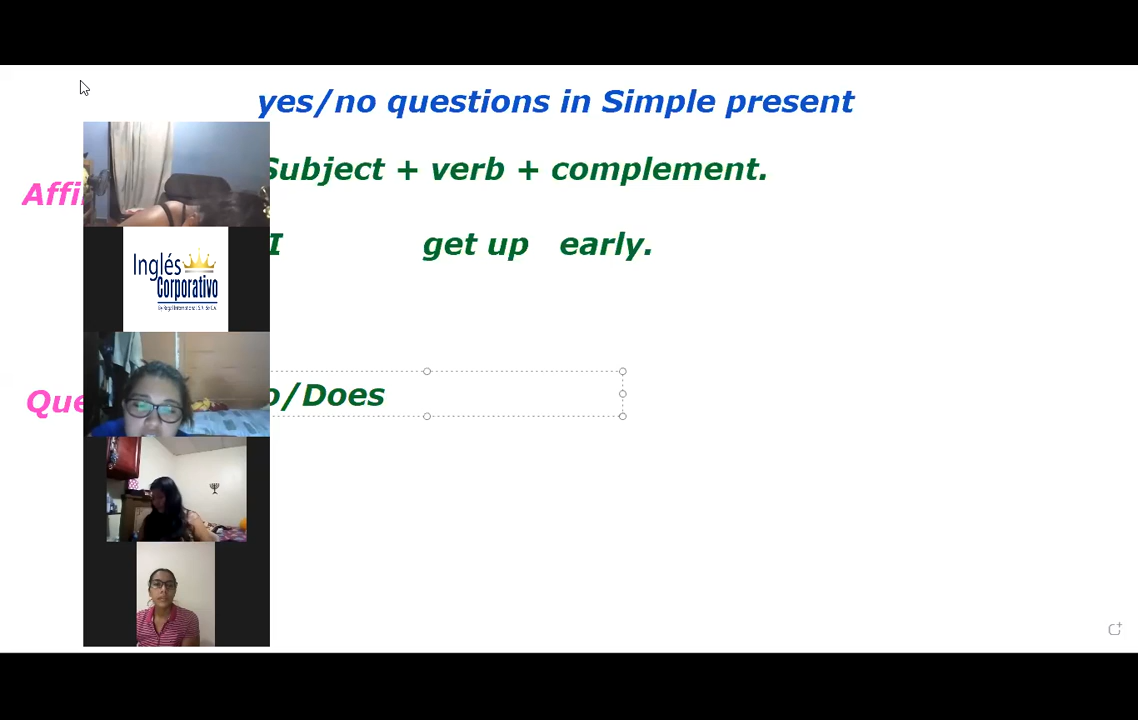 yes/no questions in Simple present
Subject + verb + complement.
Affi
I get up early.
Inglés
Corporativo
Que
o/Does